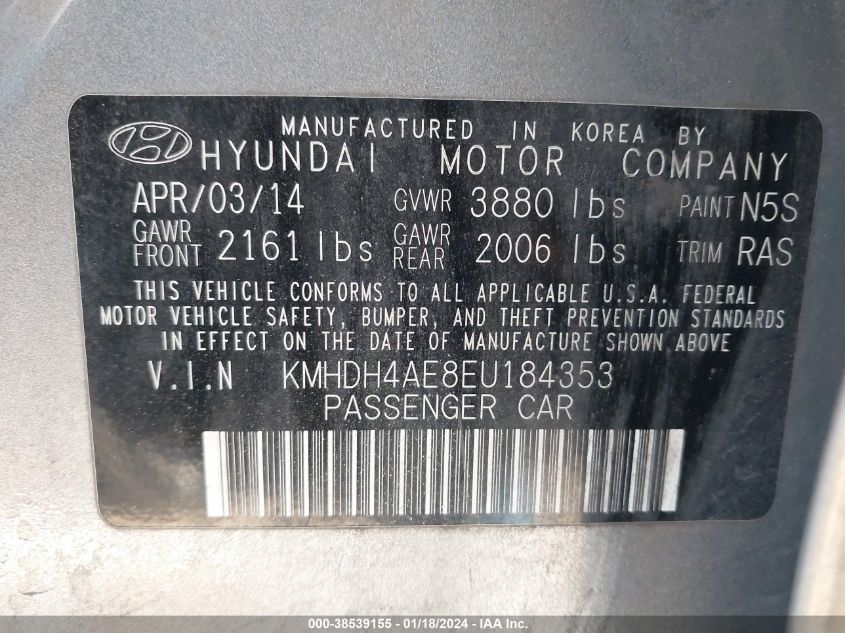 MANUFACTURED IN KOREA BY
HYUNDAI MOTOR COMPANY
APR/03/14 GVWR 3880 lbs PAINT N5S
GAWR FRONT 2161 lbs GAWR REAR 2006 lbs TRIM RAS
THIS VEHICLE CONFORMS TO ALL APPLICABLE U.S.A. FEDERAL
MOTOR VEHICLE SAFETY, BUMPER, AND THEFT PREVENTION STANDARDS
IN EFFECT ON THE DATE OF MANUFACTURE SHOWN ABOVE
V.I.N KMHDH4AE8EU184353
PASSENGER CAR
000-38539155 - 01/18/2024 - IAA Inc.